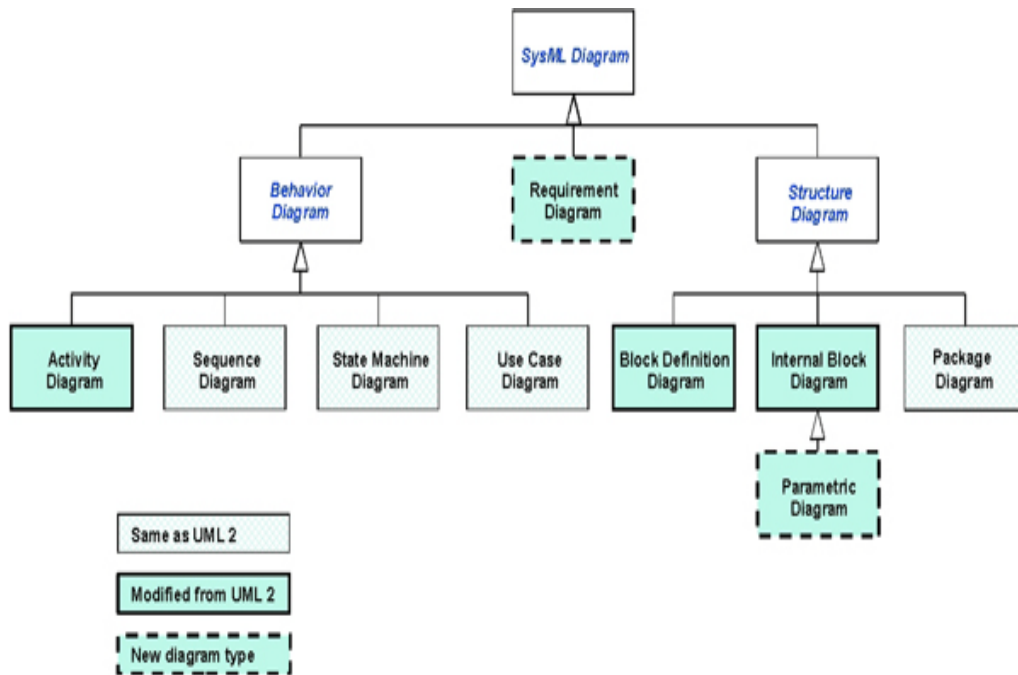 SysML Diagram
Behavior
Diagram
Requirement
Diagram
Structure
Diagram
Activity
Diagram
Sequence
Diagram
State Machine
Diagram
Use Case
Diagram
Block Definition
Diagram
Internal Block
Diagram
Package
Diagram
Parametric
Diagram
Same as UML 2
Modified from UML 2
New diagram type